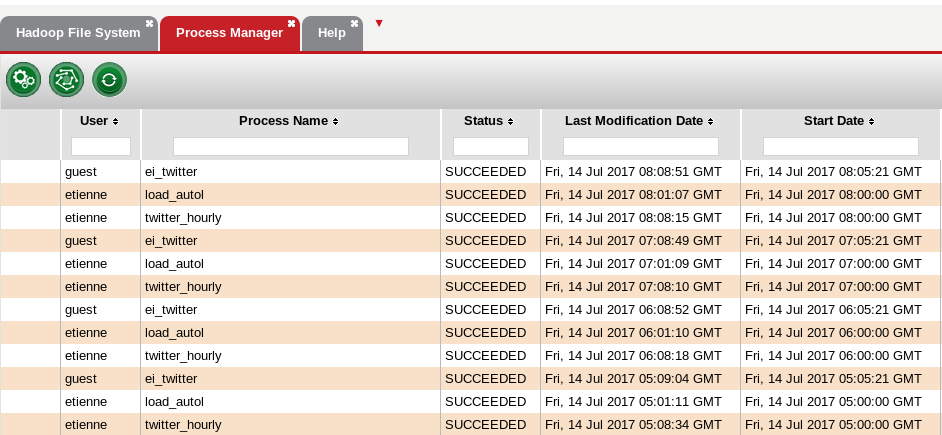 Hadoop File System Process Manager Help
User Process Name Status Last Modification Date Start Date
guest ei_twitter SUCCEEDED Fri, 14 Jul 2017 08:08:51 GMT Fri, 14 Jul 2017 08:05:21 GMT
etienne load_autol SUCCEEDED Fri, 14 Jul 2017 08:01:07 GMT Fri, 14 Jul 2017 08:00:00 GMT
etienne twitter_hourly SUCCEEDED Fri, 14 Jul 2017 08:08:15 GMT Fri, 14 Jul 2017 08:00:00 GMT
guest ei_twitter SUCCEEDED Fri, 14 Jul 2017 07:08:49 GMT Fri, 14 Jul 2017 07:05:21 GMT
etienne load_autol SUCCEEDED Fri, 14 Jul 2017 07:01:09 GMT Fri, 14 Jul 2017 07:00:00 GMT
etienne twitter_hourly SUCCEEDED Fri, 14 Jul 2017 07:08:10 GMT Fri, 14 Jul 2017 07:00:00 GMT
guest ei_twitter SUCCEEDED Fri, 14 Jul 2017 06:08:52 GMT Fri, 14 Jul 2017 06:05:21 GMT
etienne load_autol SUCCEEDED Fri, 14 Jul 2017 06:01:10 GMT Fri, 14 Jul 2017 06:00:00 GMT
etienne twitter_hourly SUCCEEDED Fri, 14 Jul 2017 06:08:18 GMT Fri, 14 Jul 2017 06:00:00 GMT
guest ei_twitter SUCCEEDED Fri, 14 Jul 2017 05:09:04 GMT Fri, 14 Jul 2017 05:05:21 GMT
etienne load_autol SUCCEEDED Fri, 14 Jul 2017 05:01:11 GMT Fri, 14 Jul 2017 05:00:00 GMT
etienne twitter_hourly SUCCEEDED Fri, 14 Jul 2017 05:08:34 GMT Fri, 14 Jul 2017 05:00:00 GMT